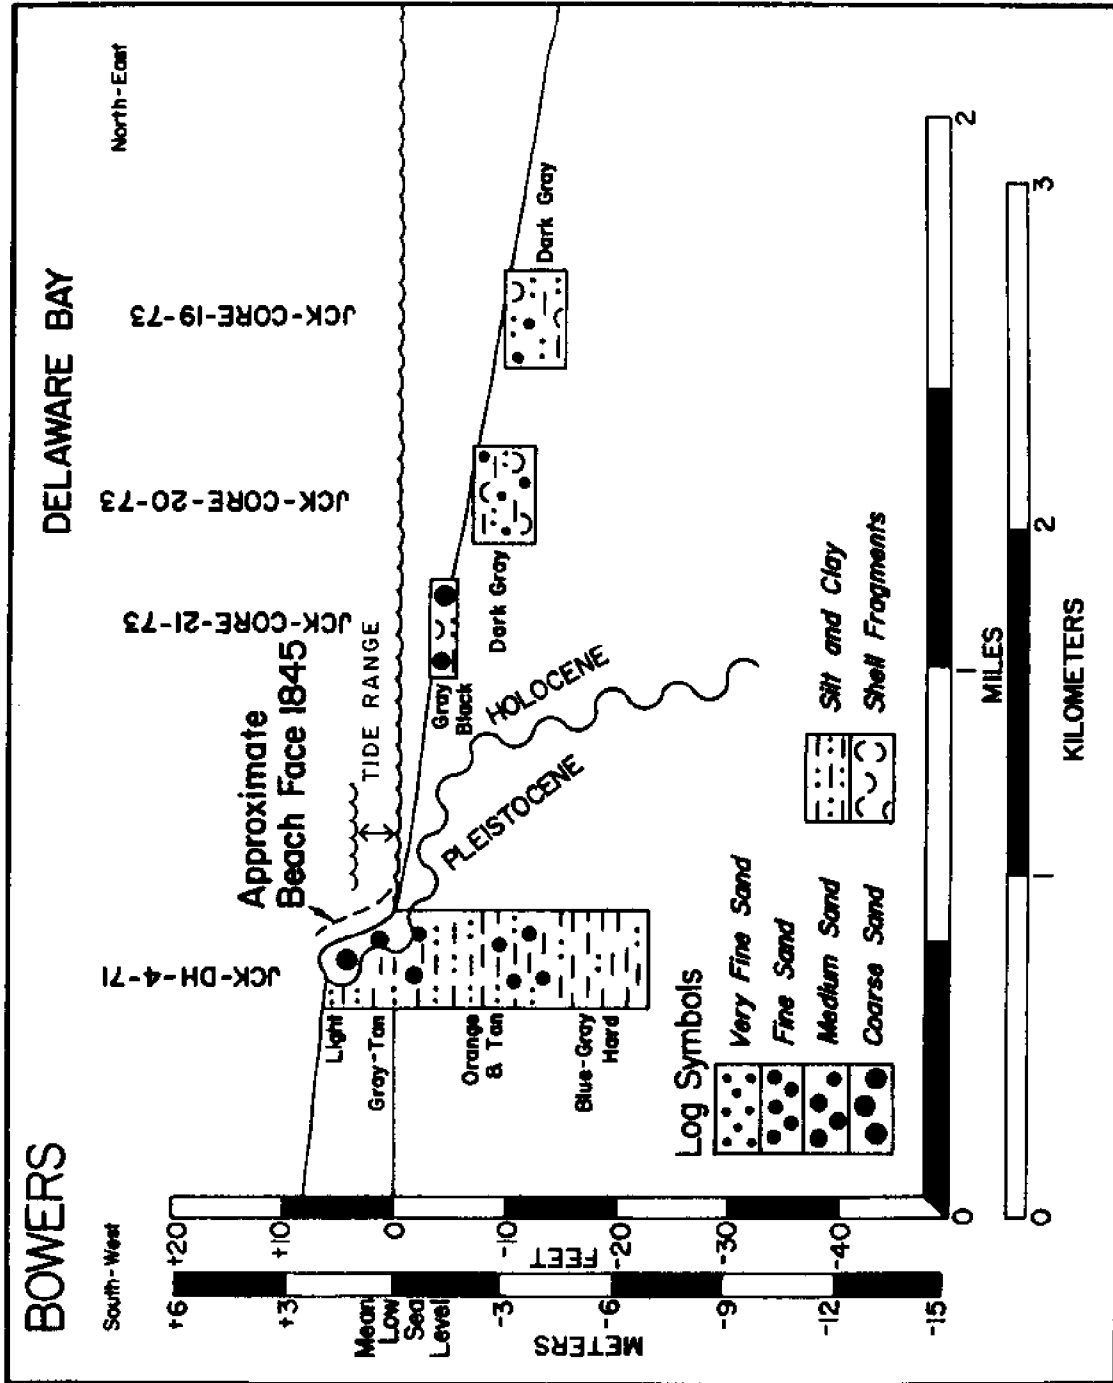 BOWERS
DELAWARE BAY
South-West
North-East
JCK-DH-4-71
JCK-CORE-21-73
JCK-CORE-20-73
JCK-CORE-19-73
Approximate
Beach Face 1845
TIDE RANGE
+6
+3
Mean
Low
Sea
Level
-3
-6
-9
-12
-15
METERS
+20
+10
0
-10
-20
-30
-40
FEET
Light
Gray-Tan
Orange
& Tan
Blue-Gray
Hard
Gray
Black
Dark Gray
Dark Gray
HOLOCENE
PLEISTOCENE
Log Symbols
Very Fine Sand
Fine Sand
Medium Sand
Coarse Sand
Silt and Clay
Shell Fragments
0
1
2
MILES
0
1
2
3
KILOMETERS